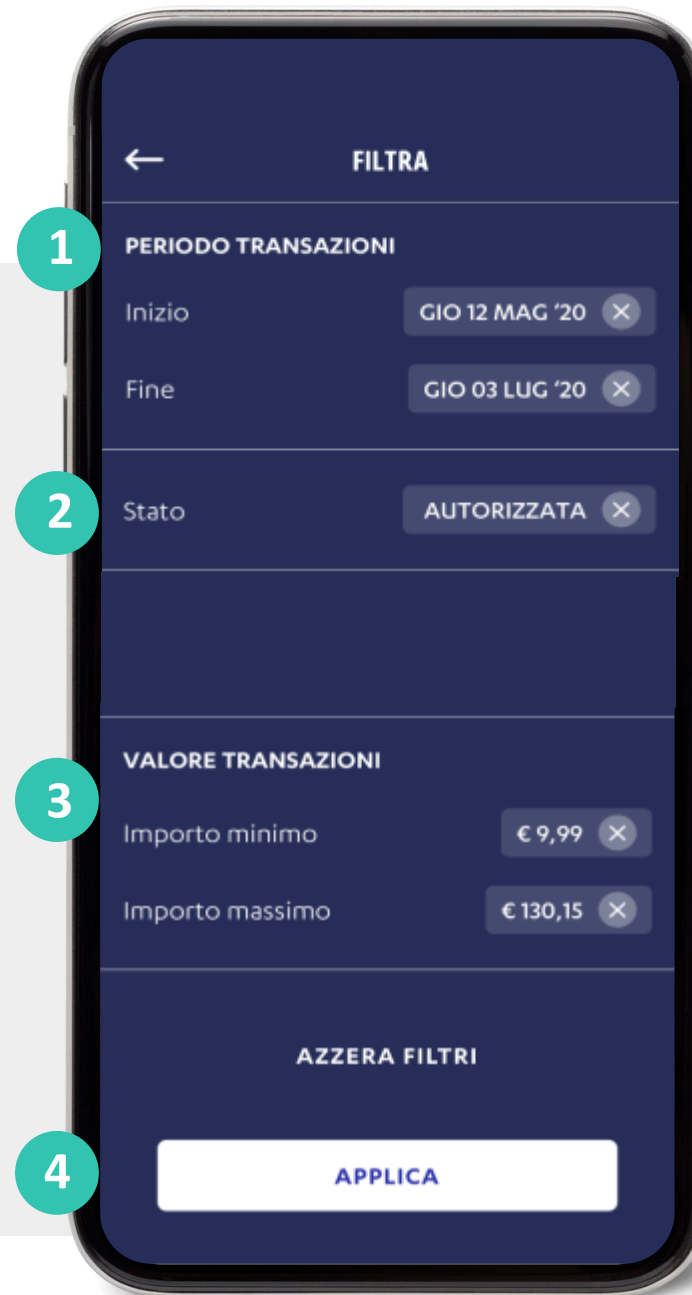 FILTRA
1
PERIODO TRANSAZIONI
Inizio GIO 12 MAG ‘20
Fine GIO 03 LUG ‘20
2
Stato AUTORIZZATA
VALORE TRANSAZIONI
3
Importo minimo € 9,99
Importo massimo € 130,15
AZZERA FILTRI
4
APPLICA